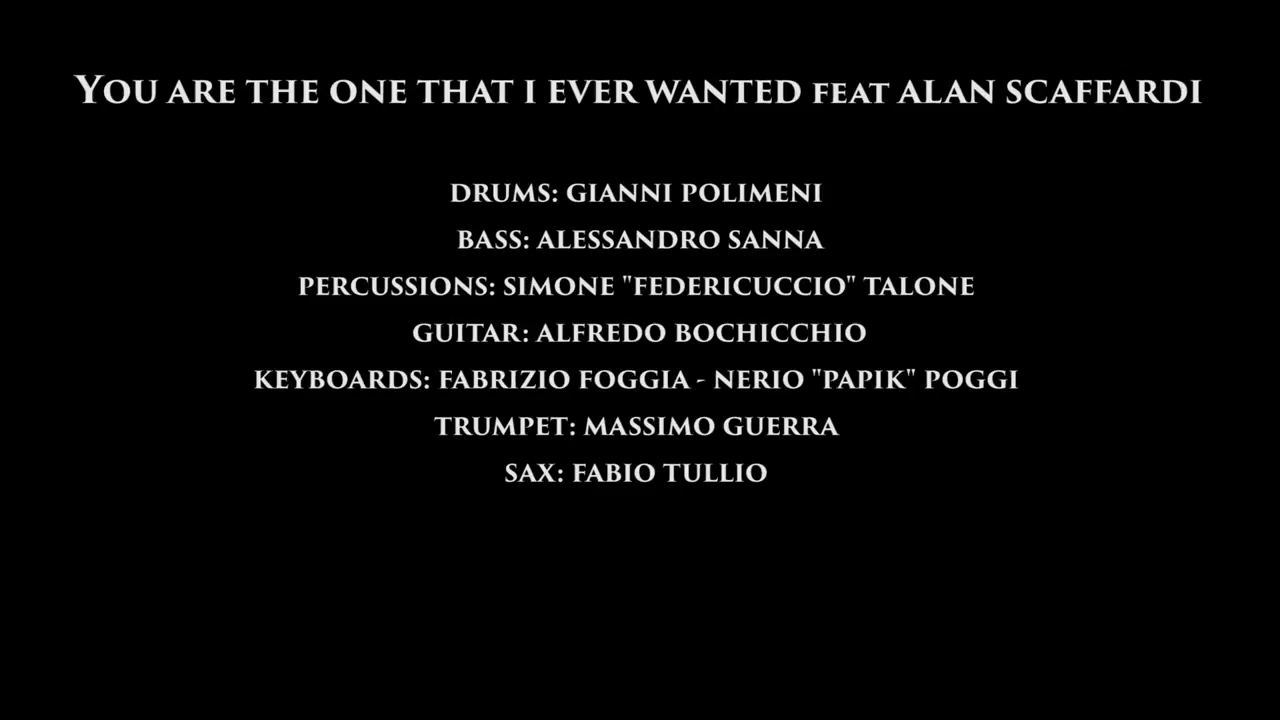 YOU ARE THE ONE THAT I EVER WANTED FEAT ALAN SCAFFARDI
DRUMS: GIANNI POLIMENI
BASS: ALESSANDRO SANNA
PERCUSSIONS: SIMONE "FEDERICUCCIO" TALONE
GUITAR: ALFREDO BOCHICCHIO
KEYBOARDS: FABRIZIO FOGGIA - NERIO "PAPIK" POGGI
TRUMPET: MASSIMO GUERRA
SAX: FABIO TULLIO